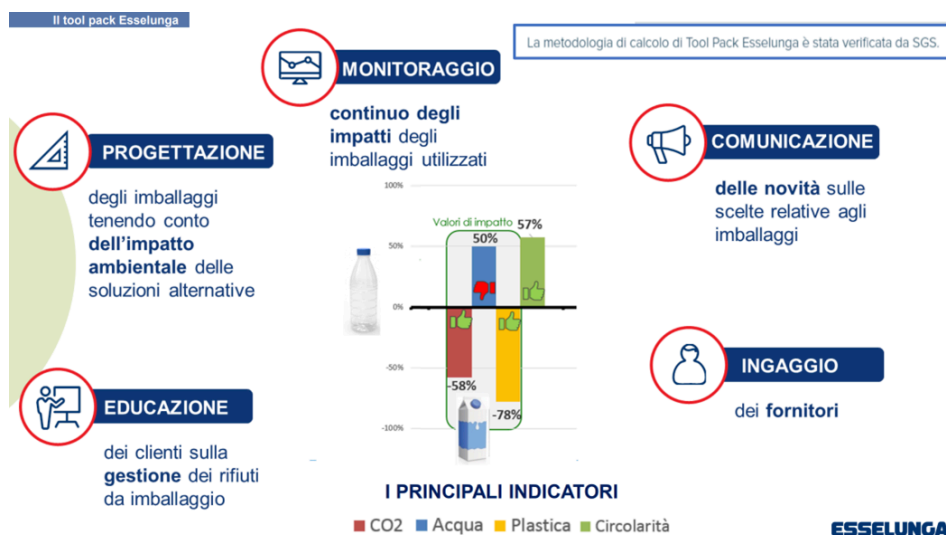 Il tool pack Esselunga
La metodologia di calcolo di Tool Pack Esselunga è stata verificata da SGS.
MONITORAGGIO
continuo degli
impatti degli
imballaggi utilizzati
PROGETTAZIONE
degli imballaggi
tenendo conto
dell'impatto
ambientale delle
soluzioni alternative
COMUNICAZIONE
delle novità sulle
scelte relative agli
imballaggi
100%
Valori di impatto
57%
50%
50%
0%
-50%
-58%
-78%
-100%
EDUCAZIONE
dei clienti sulla
gestione dei rifiuti
da imballaggio
INGAGGIO
dei fornitori
I PRINCIPALI INDICATORI
CO2 Acqua Plastica Circolarità
ESSELUNGA